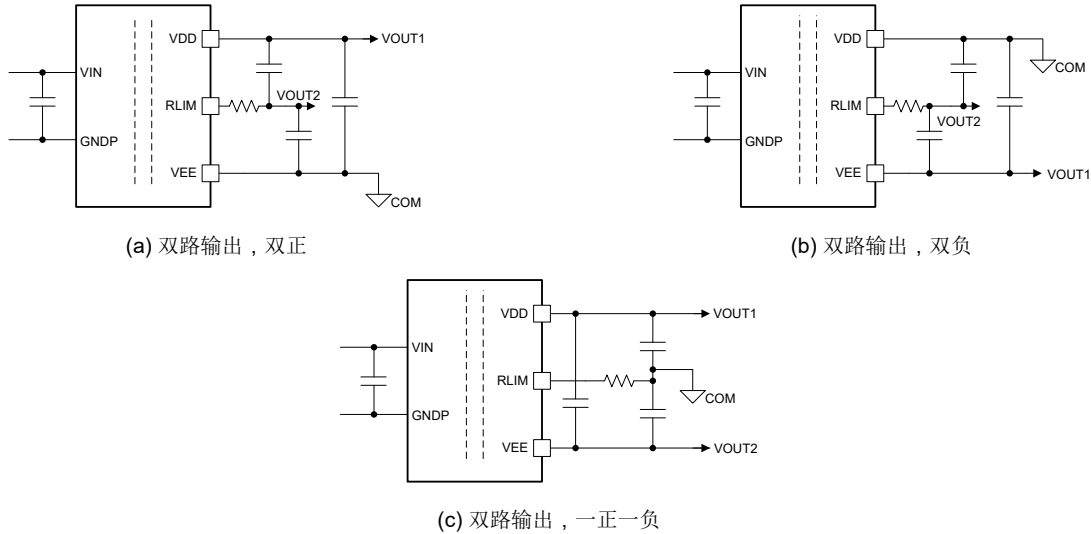 VDD
VOUT1
VIN
RLIM
VOUT2
GNDP
VEE
COM
(a) 双路输出，双正
VDD
COM
VIN
RLIM
VOUT2
GNDP
VEE
VOUT1
(b) 双路输出，双负
VDD
VOUT1
VIN
RLIM
COM
GNDP
VEE
VOUT2
(c) 双路输出，一正一负